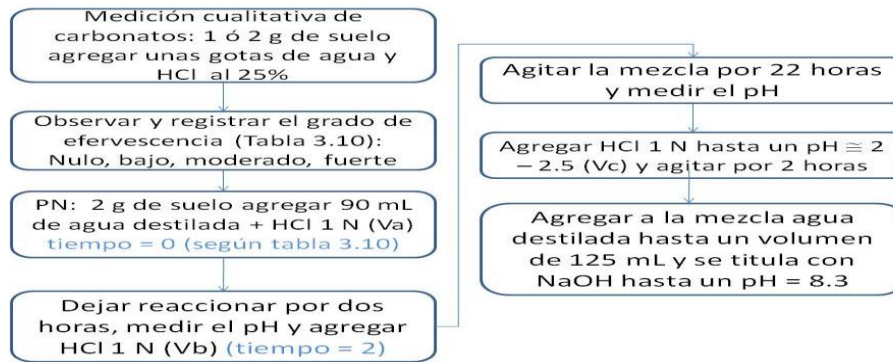 Medición cualitativa de
carbonatos: 1 ó 2 g de suelo
agregar unas gotas de agua y
HCl al 25%
Observar y registrar el grado de
efervescencia (Tabla 3.10):
Nulo, bajo, moderado, fuerte
PN: 2 g de suelo agregar 90 mL
de agua destilada + HCl 1 N (Va)
tiempo = 0 (según tabla 3.10)
Dejar reaccionar por dos
horas, medir el pH y agregar
HCl 1 N (Vb) (tiempo = 2)
Agitar la mezcla por 22 horas
y medir el pH
Agregar HCl 1 N hasta un pH ≅ 2
– 2.5 (Vc) y agitar por 2 horas
Agregar a la mezcla agua
destilada hasta un volumen
de 125 mL y se titula con
NaOH hasta un pH = 8.3